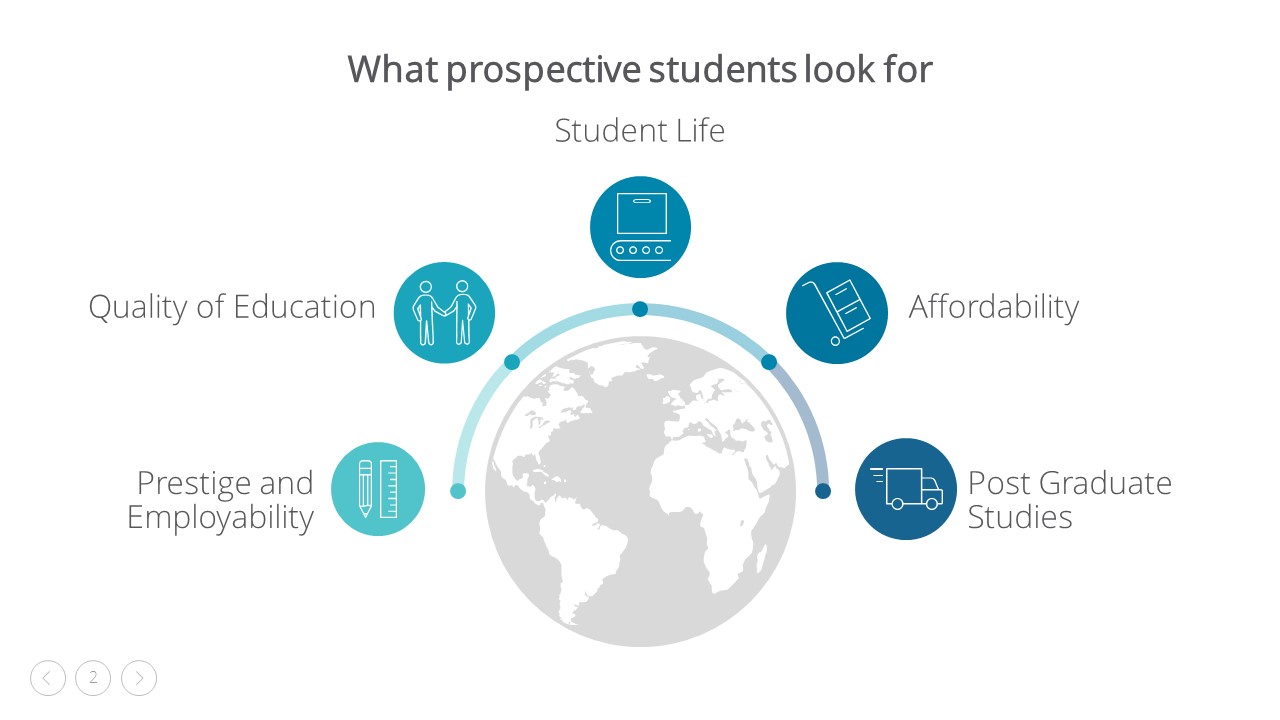 What prospective students look for
Student Life
Quality of Education
Affordability
Prestige and
Employability
Post Graduate
Studies
2